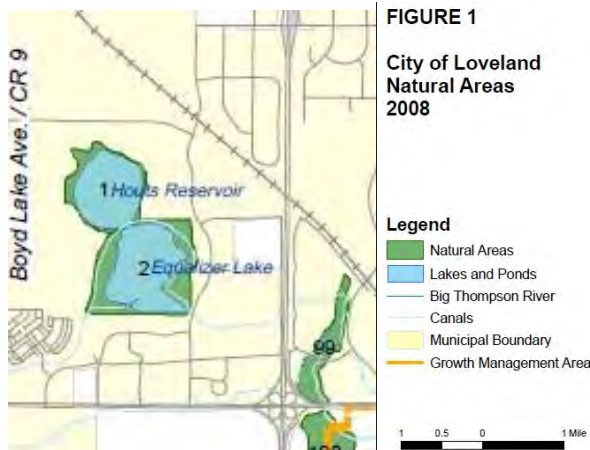 Boyd Lake Ave. / CR 9
1 Houts Reservoir
2 Equalizer Lake
99
FIGURE 1
City of Loveland
Natural Areas
2008
Legend
Natural Areas
Lakes and Ponds
Big Thompson River
Canals
Municipal Boundary
Growth Management Area
1 0.5 0 1 Mile